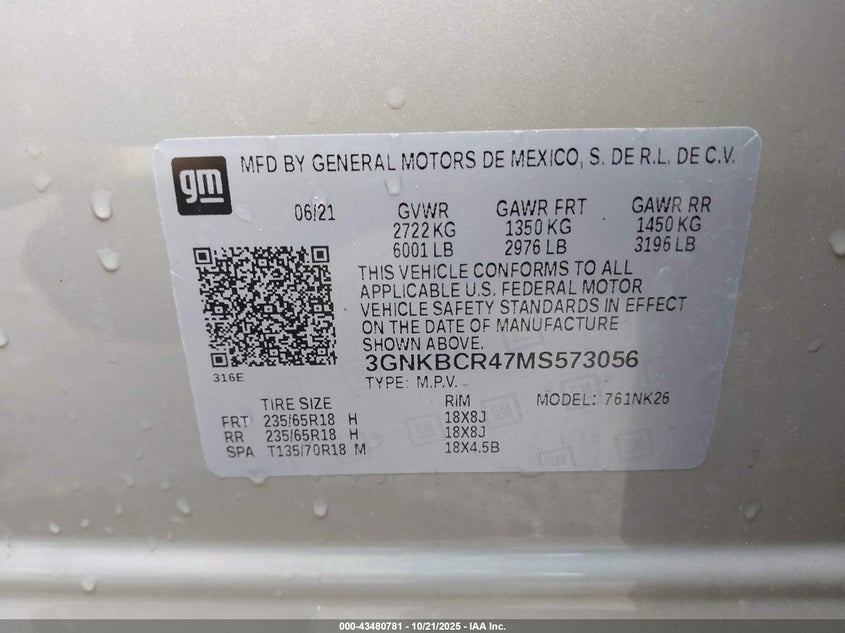 gm
MFD BY GENERAL MOTORS DE MEXICO, S. DE R.L. DE C.V.
06/21 GVWR GAWR FRT GAWR RR
2722 KG 1350 KG 1450 KG
6001 LB 2976 LB 3196 LB
THIS VEHICLE CONFORMS TO ALL
APPLICABLE U.S. FEDERAL MOTOR
VEHICLE SAFETY STANDARDS IN EFFECT
ON THE DATE OF MANUFACTURE
SHOWN ABOVE.
3GNKBCR47MS573056
316E
TYPE: M.P.V.
TIRE SIZE RIM MODEL: 761NK26
FRT 235/65R18 H 18X8J
RR 235/65R18 H 18X8J
SPA T135/70R18 M 18X4.5B
000-43480781 - 10/21/2025 - IAA Inc.